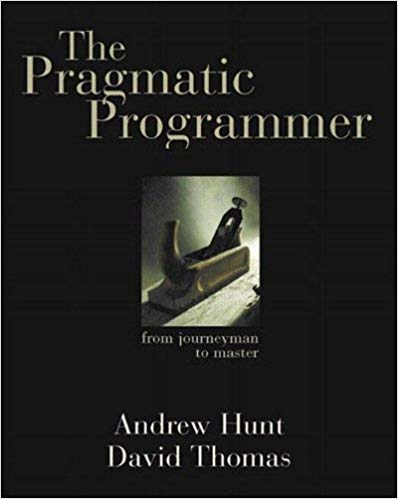 The
Pragmatic
Programmer
from journeyman
to master
Andrew Hunt
David Thomas